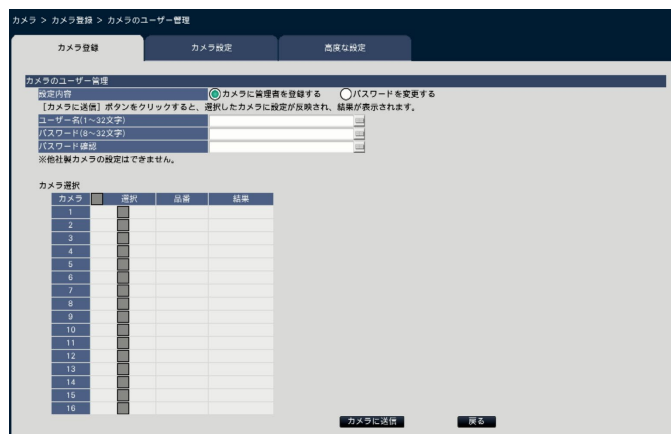 カメラ > カメラ登録 > カメラのユーザー管理
カメラ登録 カメラ設定 高度な設定
カメラのユーザー管理
設定内容 カメラに管理者を登録する パスワードを変更する
［カメラに送信］ボタンをクリックすると、選択したカメラに設定が反映され、結果が表示されます。
ユーザー名(1～32文字)
パスワード(8～32文字)
パスワード確認
※他社製カメラの設定はできません。
カメラ選択
カメラ 選択 品番 結果
1
2
3
4
5
6
7
8
9
10
11
12
13
14
15
16
カメラに送信 戻る